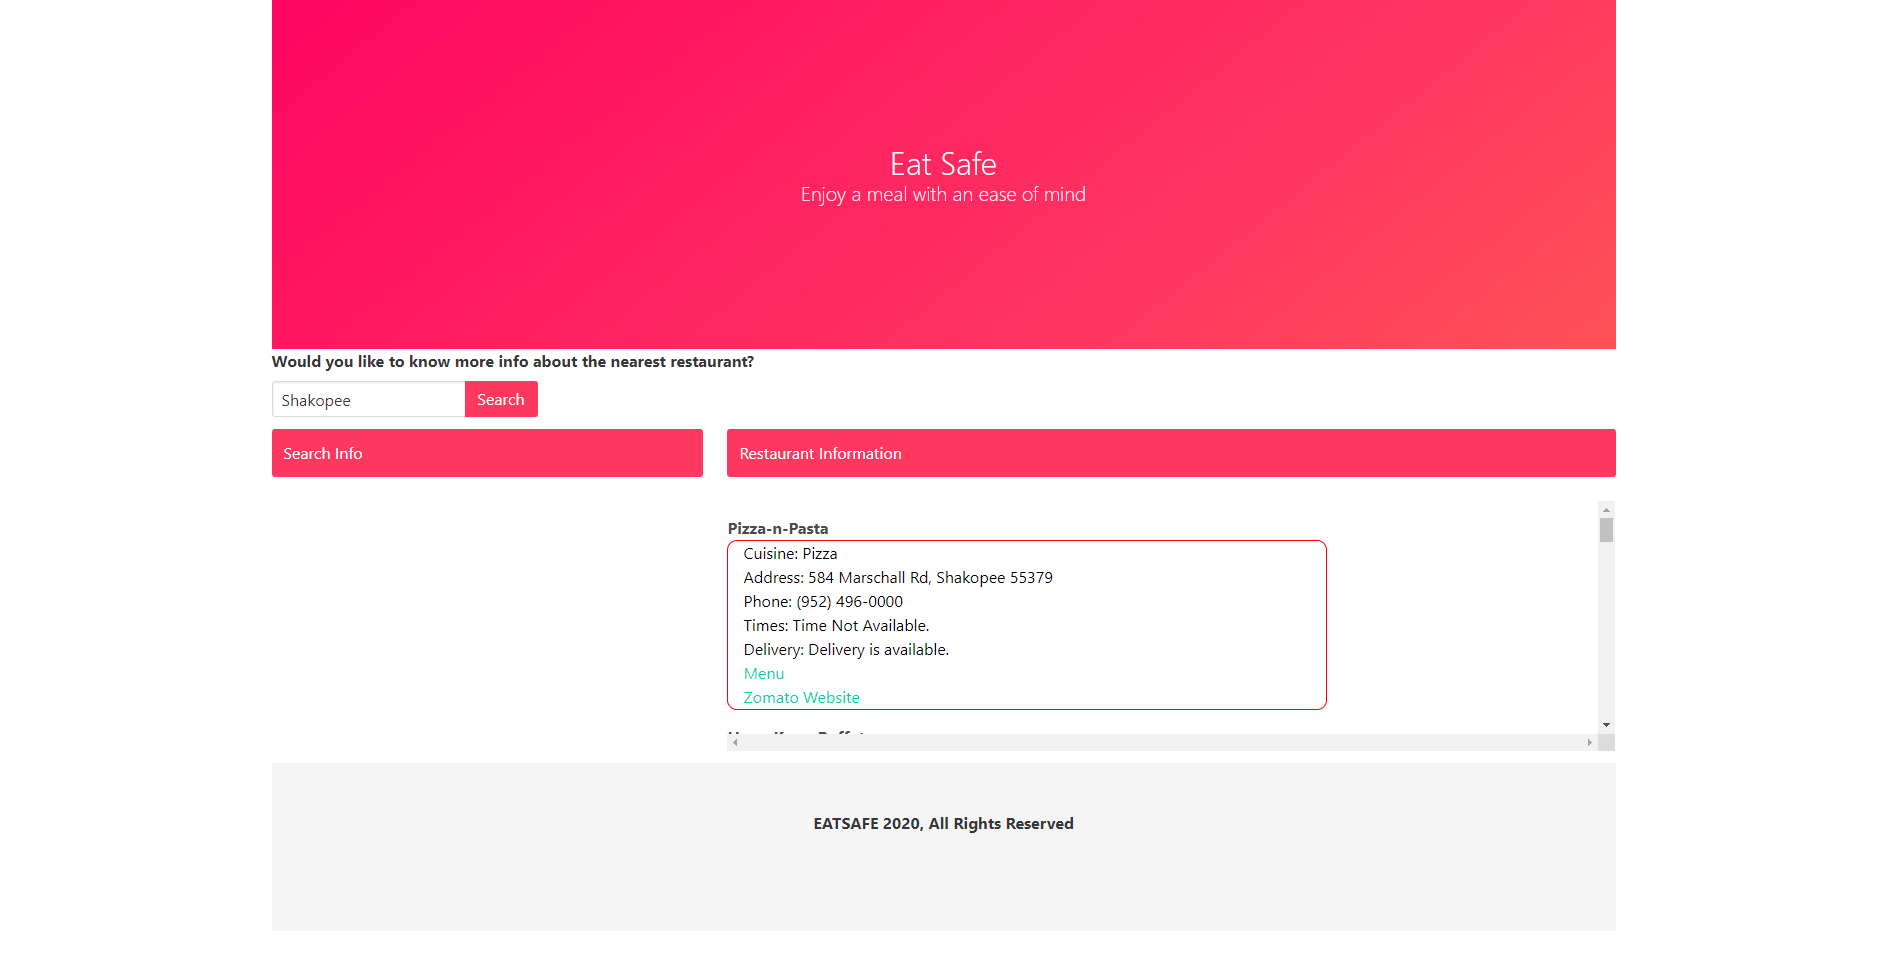 Eat Safe
Enjoy a meal with an ease of mind
Would you like to know more info about the nearest restaurant?
Shakopee
Search
Search Info
Restaurant Information
Pizza-n-Pasta
Cuisine: Pizza
Address: 584 Marschall Rd, Shakopee 55379
Phone: (952) 496-0000
Times: Time Not Available.
Delivery: Delivery is available.
Menu
Zomato Website
EATSAFE 2020, All Rights Reserved